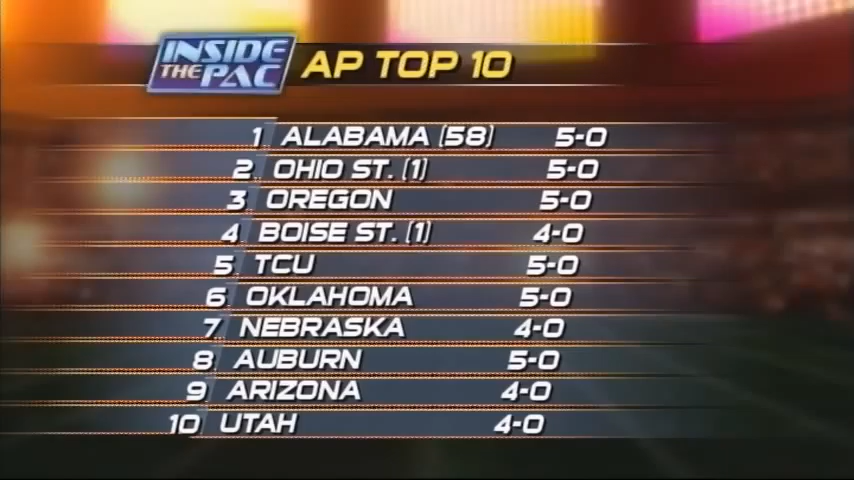 INSIDE THE PAC
AP TOP 10
1 ALABAMA (58) 5-0
2 OHIO ST. (1) 5-0
3 OREGON 5-0
4 BOISE ST. (1) 4-0
5 TCU 5-0
6 OKLAHOMA 5-0
7 NEBRASKA 4-0
8 AUBURN 5-0
9 ARIZONA 4-0
10 UTAH 4-0